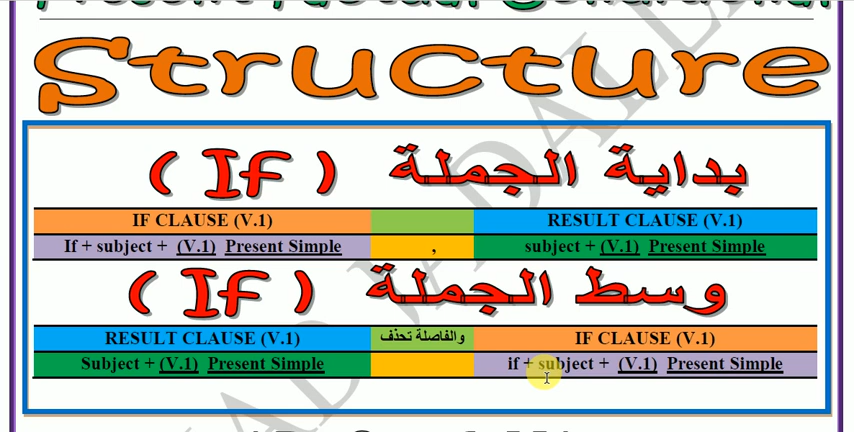 Structure
بداية الجملة ( If )
IF CLAUSE (V.1) RESULT CLAUSE (V.1)
If + subject + (V.1) Present Simple , subject + (V.1) Present Simple
وسط الجملة ( If )
RESULT CLAUSE (V.1) والفاصلة تحذف IF CLAUSE (V.1)
Subject + (V.1) Present Simple if + subject + (V.1) Present Simple